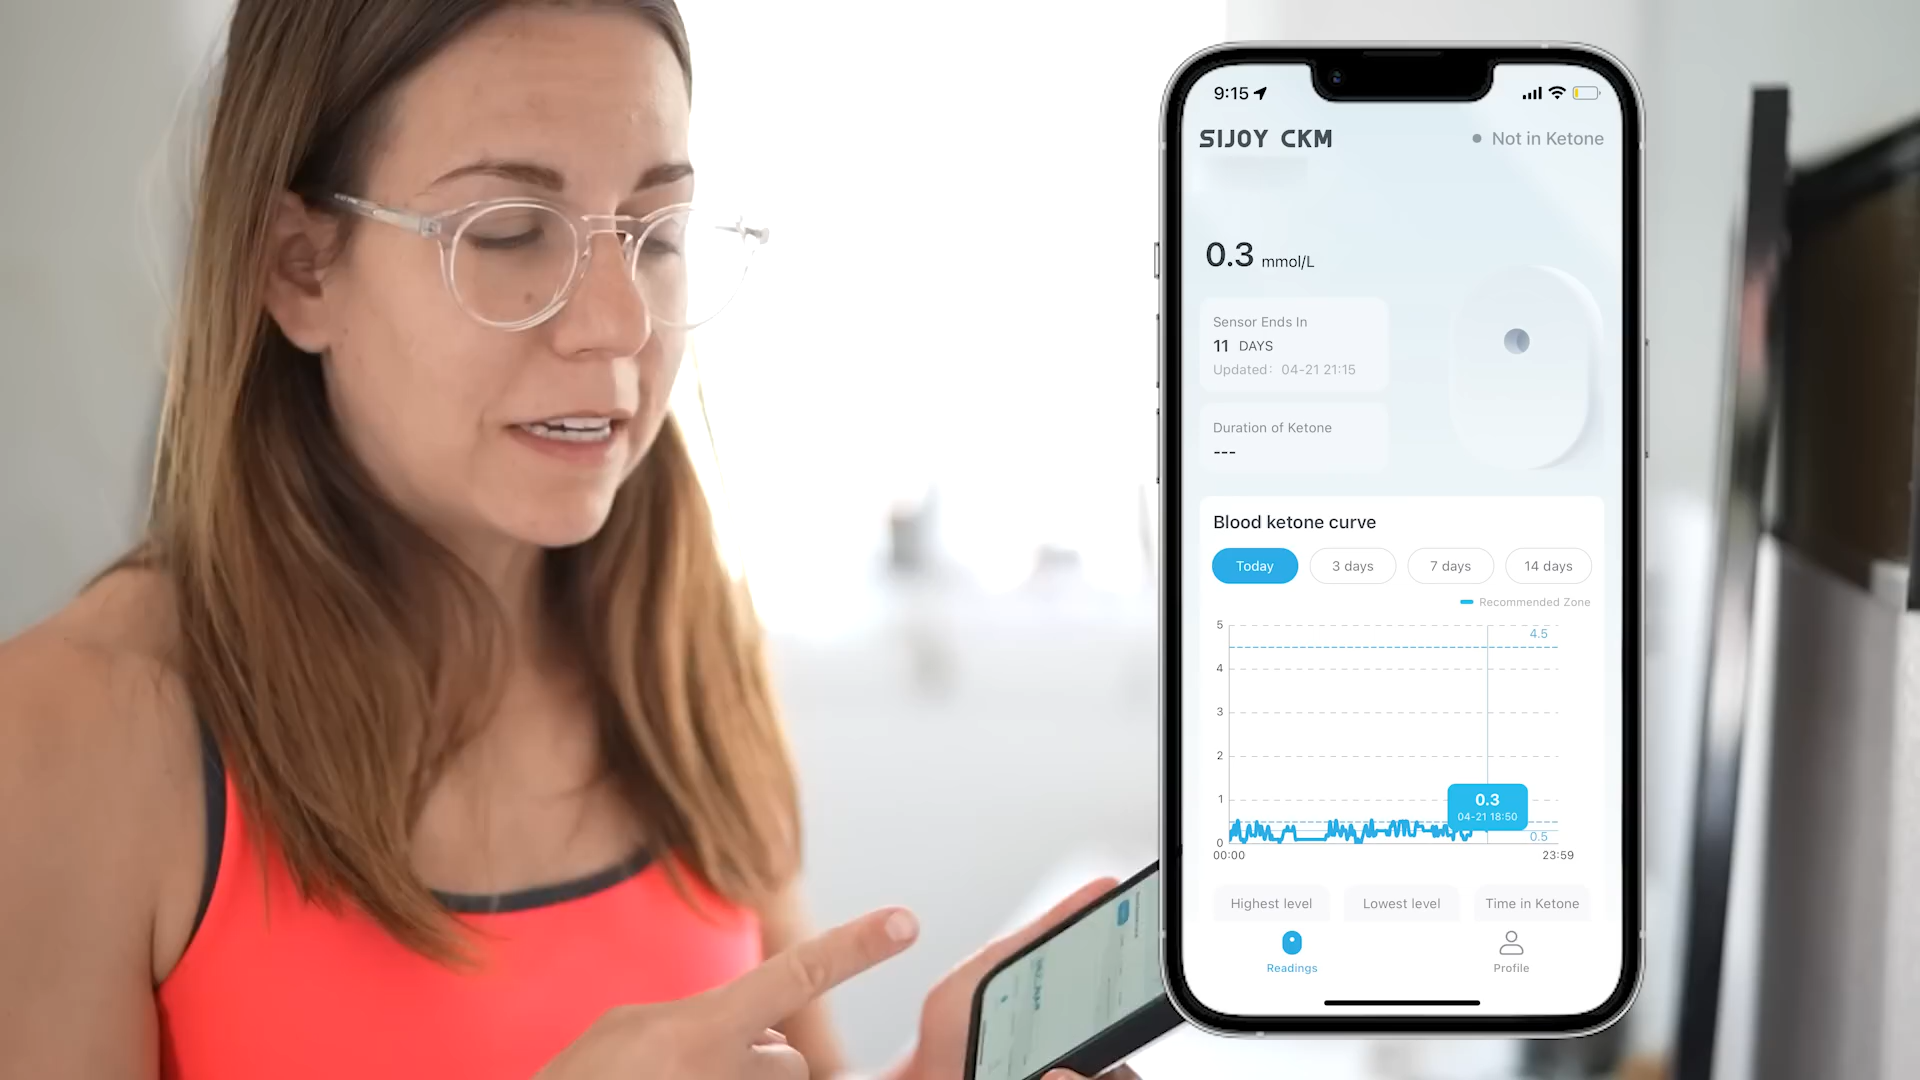 9:15
SIJOY CKM
Not in Ketone
0.3 mmol/L
Sensor Ends In
11 DAYS
Updated: 04-21 21:15
Duration of Ketone
---
Blood ketone curve
Today
3 days
7 days
14 days
Recommended Zone
5
4.5
4
3
2
1
0.3
04-21 18:50
0.5
0
00:00
23:59
Highest level
Lowest level
Time in Ketone
Readings
Profile